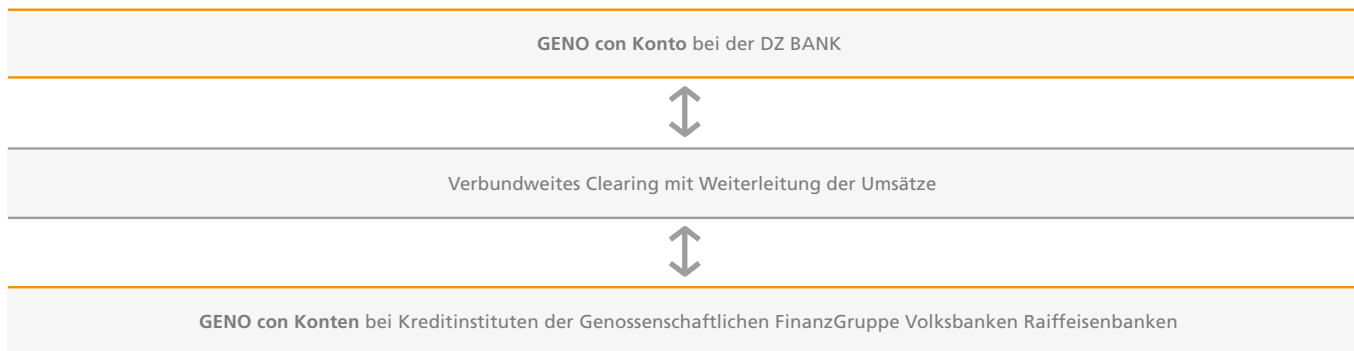 GENO con Konto bei der DZ BANK
Verbundweites Clearing mit Weiterleitung der Umsätze
GENO con Konten bei Kreditinstituten der Genossenschaftlichen FinanzGruppe Volksbanken Raiffeisenbanken